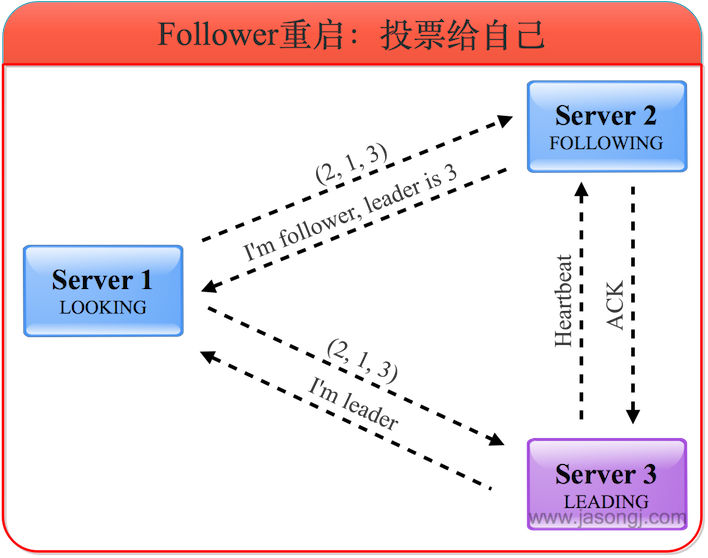 Follower重启：投票给自己
Server 2
FOLLOWING
(2, 1, 3)
I'm follower, leader is 3
Server 1
LOOKING
Heartbeat
ACK
(2, 1, 3)
I'm leader
Server 3
LEADING
www.jasongj.com